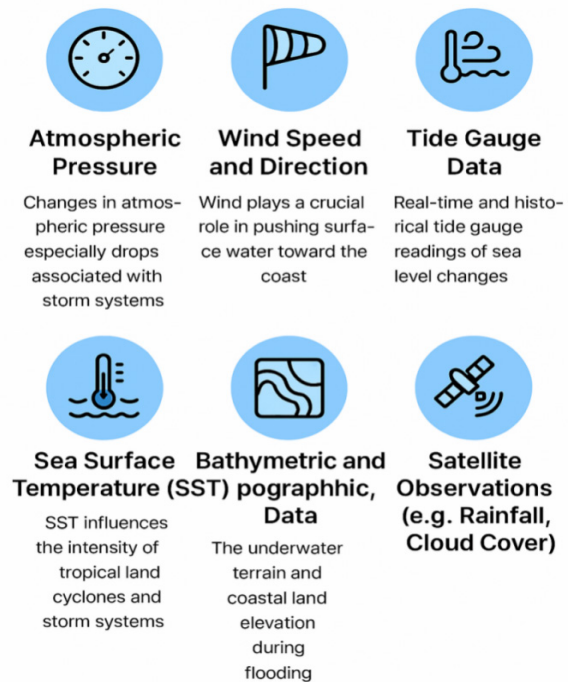 Atmospheric
Pressure
Changes in atmos-
pheric pressure
especially drops
associated with
storm systems
Wind Speed
and Direction
Wind plays a crucial
role in pushing surfa-
ce water toward the
coast
Tide Gauge
Data
Real-time and histo-
rical tide gauge
readings of sea
level changes
Sea Surface
Temperature (SST)
SST influences
the intensity of
tropical land
cyclones and
storm systems
Bathymetric and
pographhic,
Data
The underwater
terrain and
coastal land
elevation
during
flooding
Satellite
Observations
(e.g. Rainfall,
Cloud Cover)